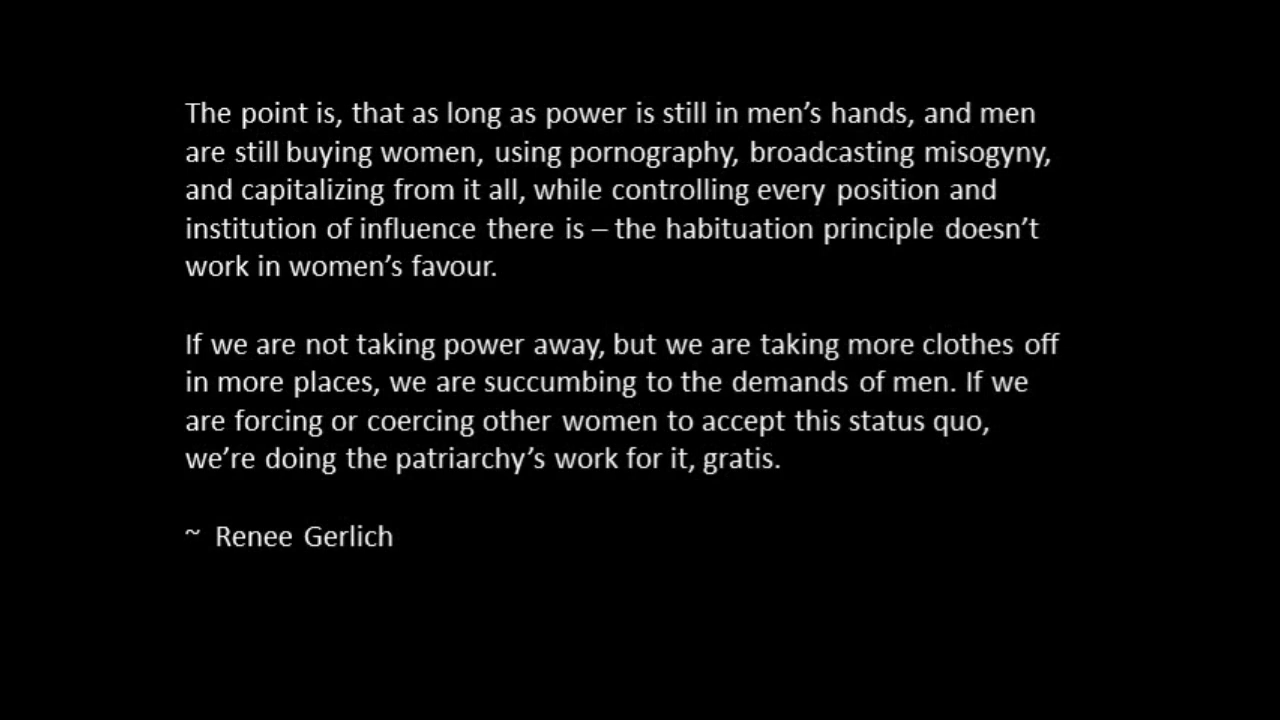 The point is, that as long as power is still in men’s hands, and men
are still buying women, using pornography, broadcasting misogyny,
and capitalizing from it all, while controlling every position and
institution of influence there is – the habituation principle doesn’t
work in women’s favour.
If we are not taking power away, but we are taking more clothes off
in more places, we are succumbing to the demands of men. If we
are forcing or coercing other women to accept this status quo,
we’re doing the patriarchy’s work for it, gratis.
~ Renee Gerlich